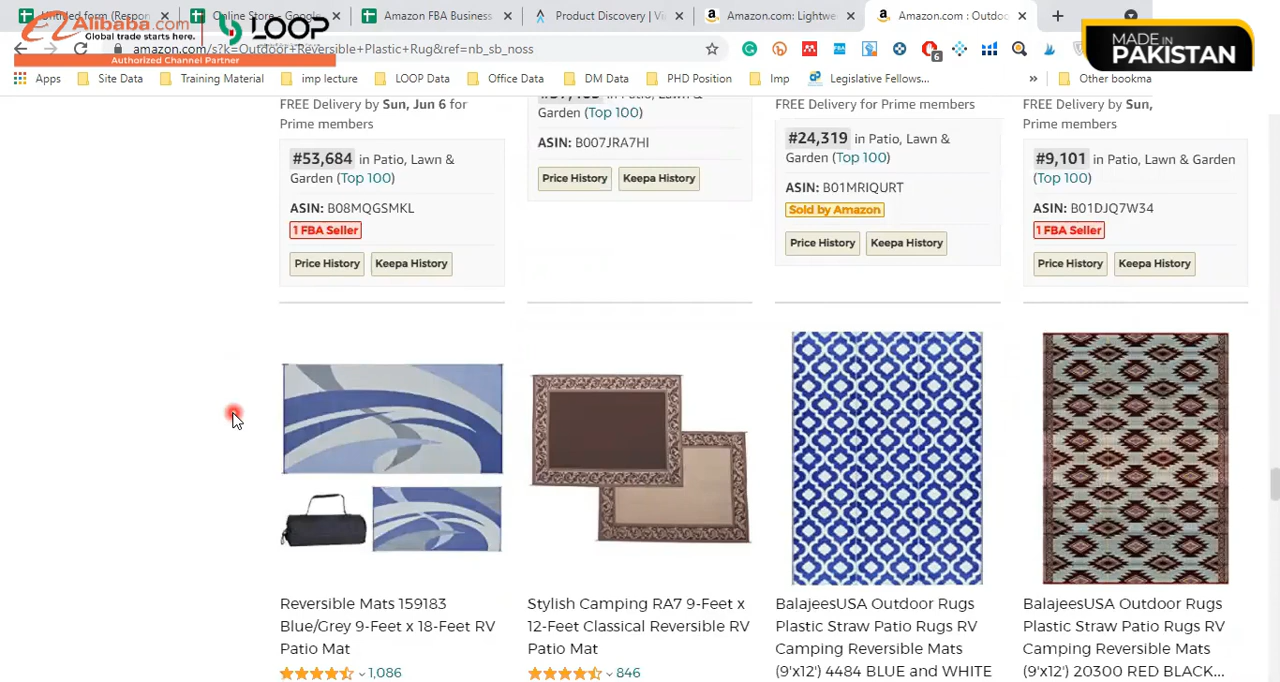 Untitled form (Respon
Online Store - Google
Amazon FBA Business
Product Discovery | Vi
Amazon.com: Lightwe
Amazon.com : Outdoo
Alibaba.com
Global trade starts here.
Authorized Channel Partner
LOOP
MADE IN
PAKISTAN
amazon.com/s?k=Outdoor+Reversible+Plastic+Rug&ref=nb_sb_noss
6
Apps
Site Data
Training Material
imp lecture
LOOP Data
Office Data
DM Data
PHD Position
Imp
Legislative Fellows...
»
Other bookma
FREE Delivery by Sun, Jun 6 for
Prime members
#53,684 in Patio, Lawn &
Garden (Top 100)
ASIN: B08MQGSMKL
1 FBA Seller
Price History
Keepa History
Garden (Top 100)
ASIN: B007JRA7HI
Price History
Keepa History
FREE Delivery for Prime members
#24,319 in Patio, Lawn &
Garden (Top 100)
ASIN: B01MRIQURT
Sold by Amazon
Price History
Keepa History
FREE Delivery by Sun,
Prime members
#9,101 in Patio, Lawn & Garden
(Top 100)
ASIN: B01DJQ7W34
1 FBA Seller
Price History
Keepa History
Reversible Mats 159183
Blue/Grey 9-Feet x 18-Feet RV
Patio Mat
1,086
Stylish Camping RA7 9-Feet x
12-Feet Classical Reversible RV
Patio Mat
846
BalajeesUSA Outdoor Rugs
Plastic Straw Patio Rugs RV
Camping Reversible Mats
(9'x12') 4484 BLUE and WHITE
BalajeesUSA Outdoor Rugs
Plastic Straw Patio Rugs RV
Camping Reversible Mats
(9'x12') 20300 RED BLACK...